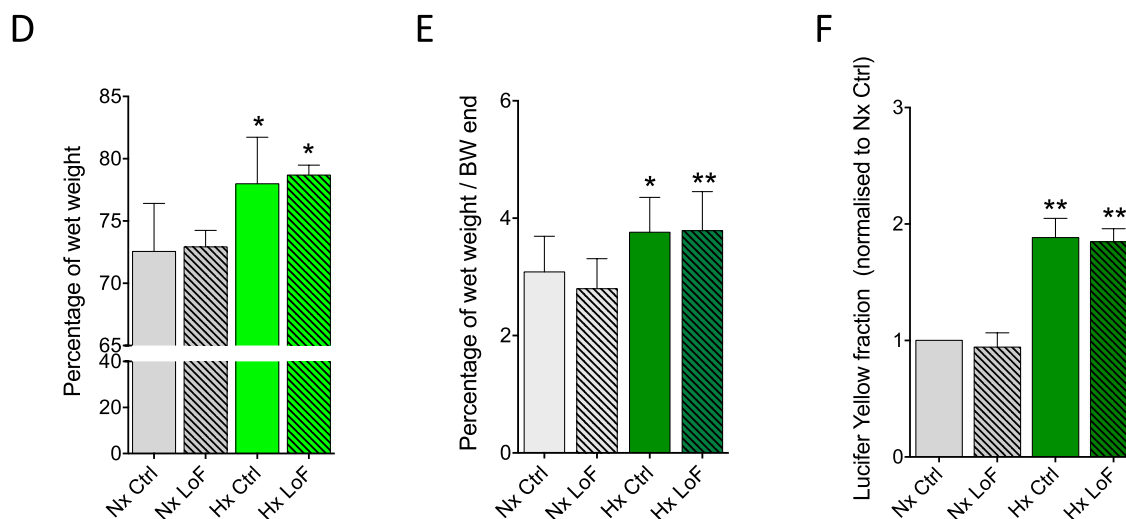 D
E
F
Percentage of wet weight
85
80
75
70
65
40
20
0
*
*
Nx Ctrl
Nx LoF
Hx Ctrl
Hx LoF
Percentage of wet weight / BW end
6
4
2
0
*
**
Nx Ctrl
Nx LoF
Hx Ctrl
Hx LoF
Lucifer Yellow fraction (normalised to Nx Ctrl)
3
2
1
0
**
**
Nx Ctrl
Nx LoF
Hx Ctrl
Hx LoF